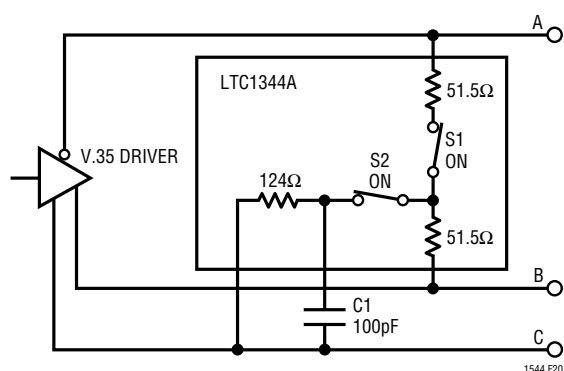 A
LTC1344A
51.5Ω
V.35 DRIVER
S1
ON
S2
ON
124Ω
51.5Ω
B
C1
100pF
C
1544 F20